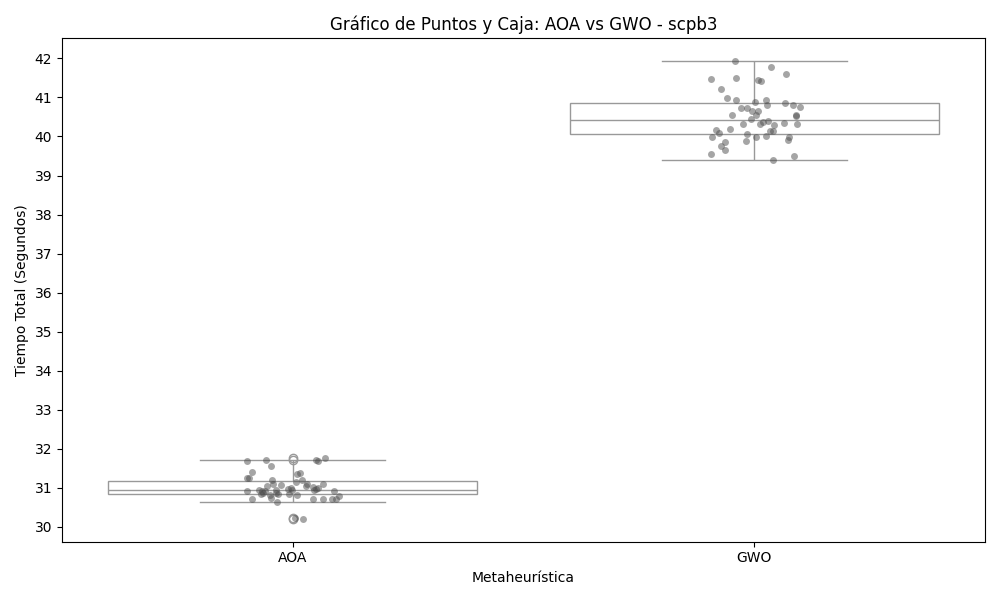 Gráfico de Puntos y Caja: AOA vs GWO - scpb3
Tiempo Total (Segundos)
42
41
40
39
38
37
36
35
34
33
32
31
30
AOA
GWO
Metaheurística